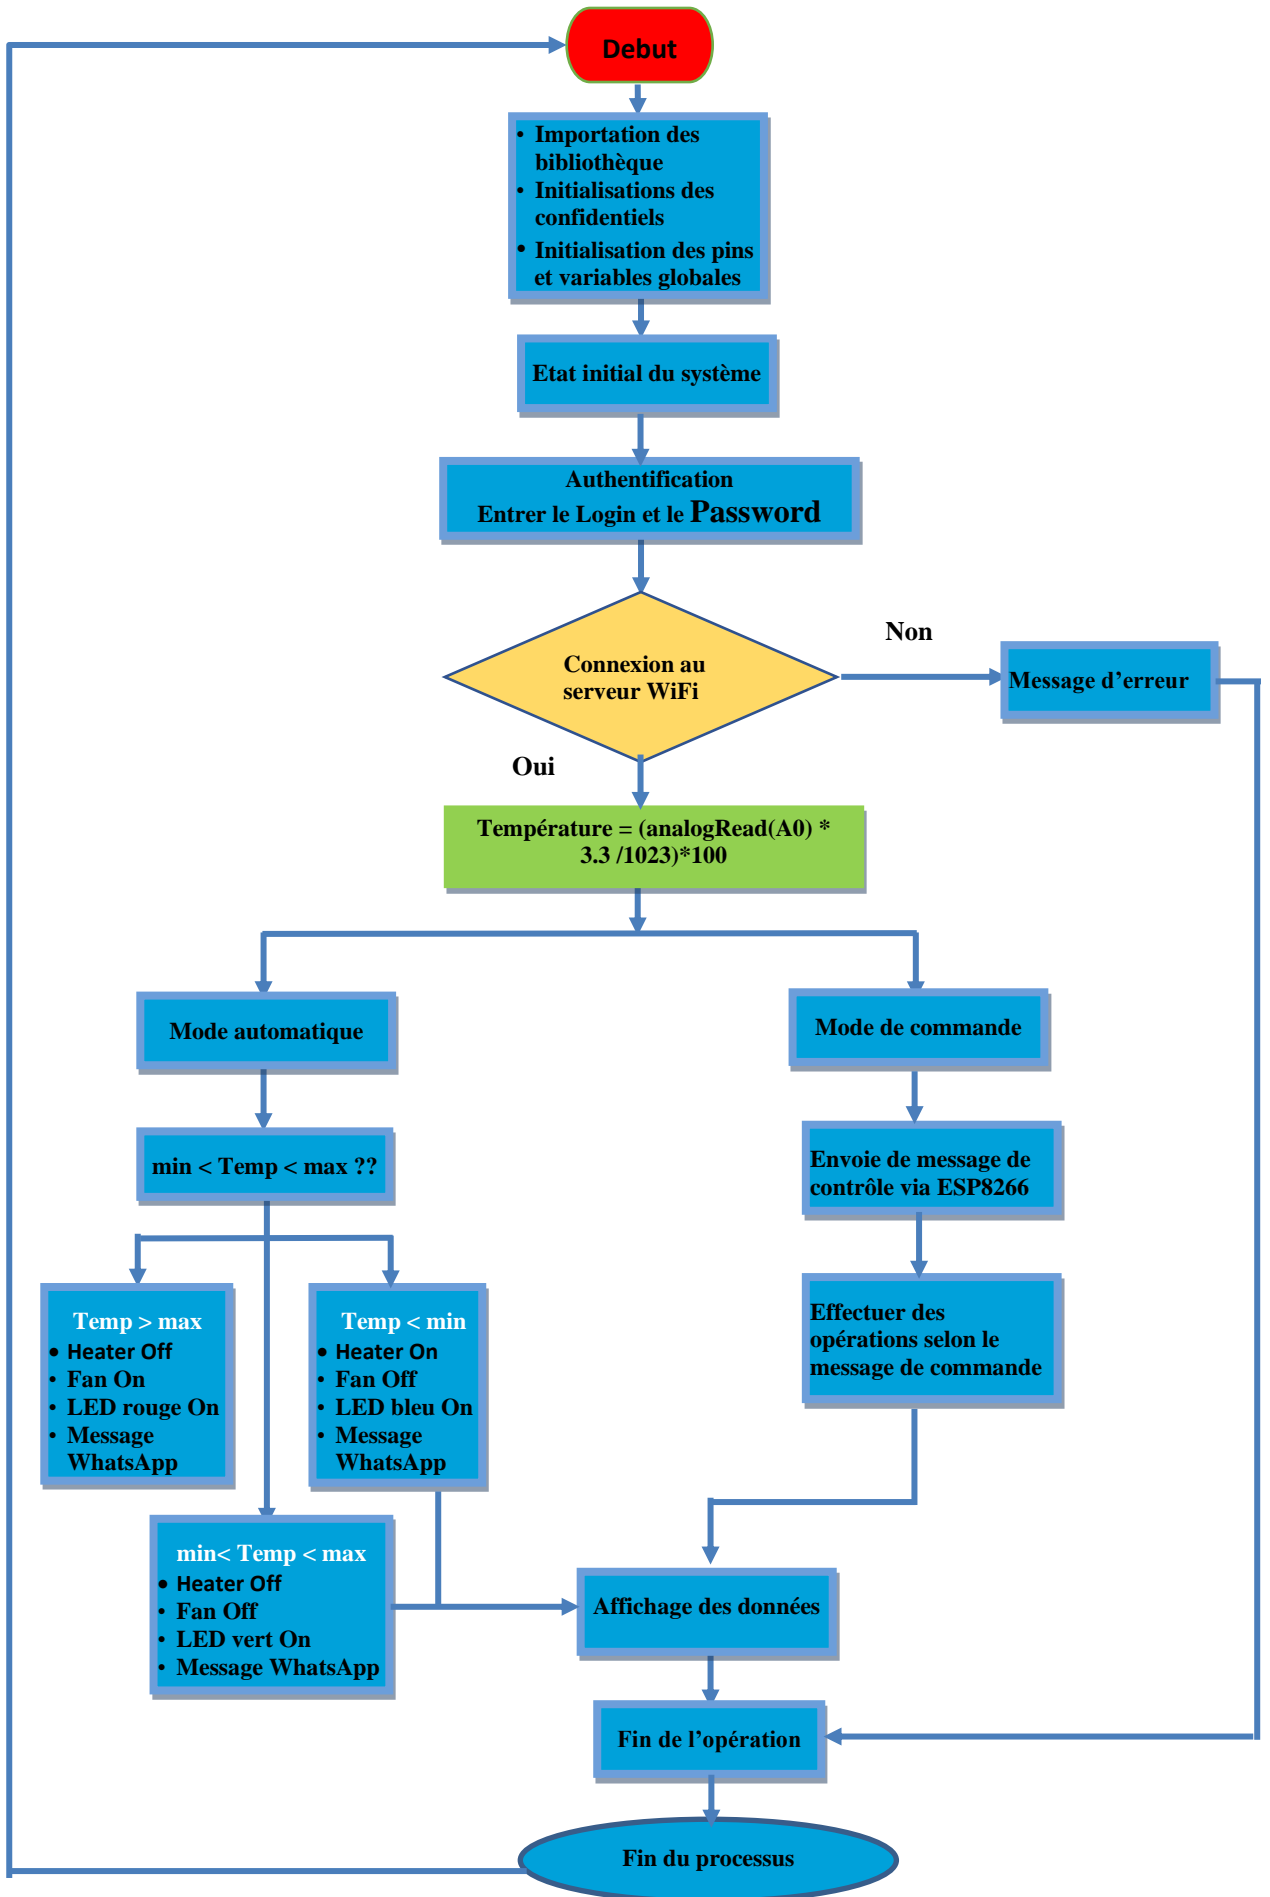 Debut
• Importation des
bibliothèque
• Initialisations des
confidentiels
• Initialisation des pins
et variables globales
Etat initial du système
Authentification
Entrer le Login et le Password
Connexion au
serveur WiFi
Non
Message d’erreur
Oui
Température = (analogRead(A0) *
3.3 /1023)*100
Mode automatique
Mode de commande
min < Temp < max ??
Envoie de message de
contrôle via ESP8266
Temp > max
• Heater Off
• Fan On
• LED rouge On
• Message
WhatsApp
Temp < min
• Heater On
• Fan Off
• LED bleu On
• Message
WhatsApp
Effectuer des
opérations selon le
message de commande
min< Temp < max
• Heater Off
• Fan Off
• LED vert On
• Message WhatsApp
Affichage des données
Fin de l’opération
Fin du processus